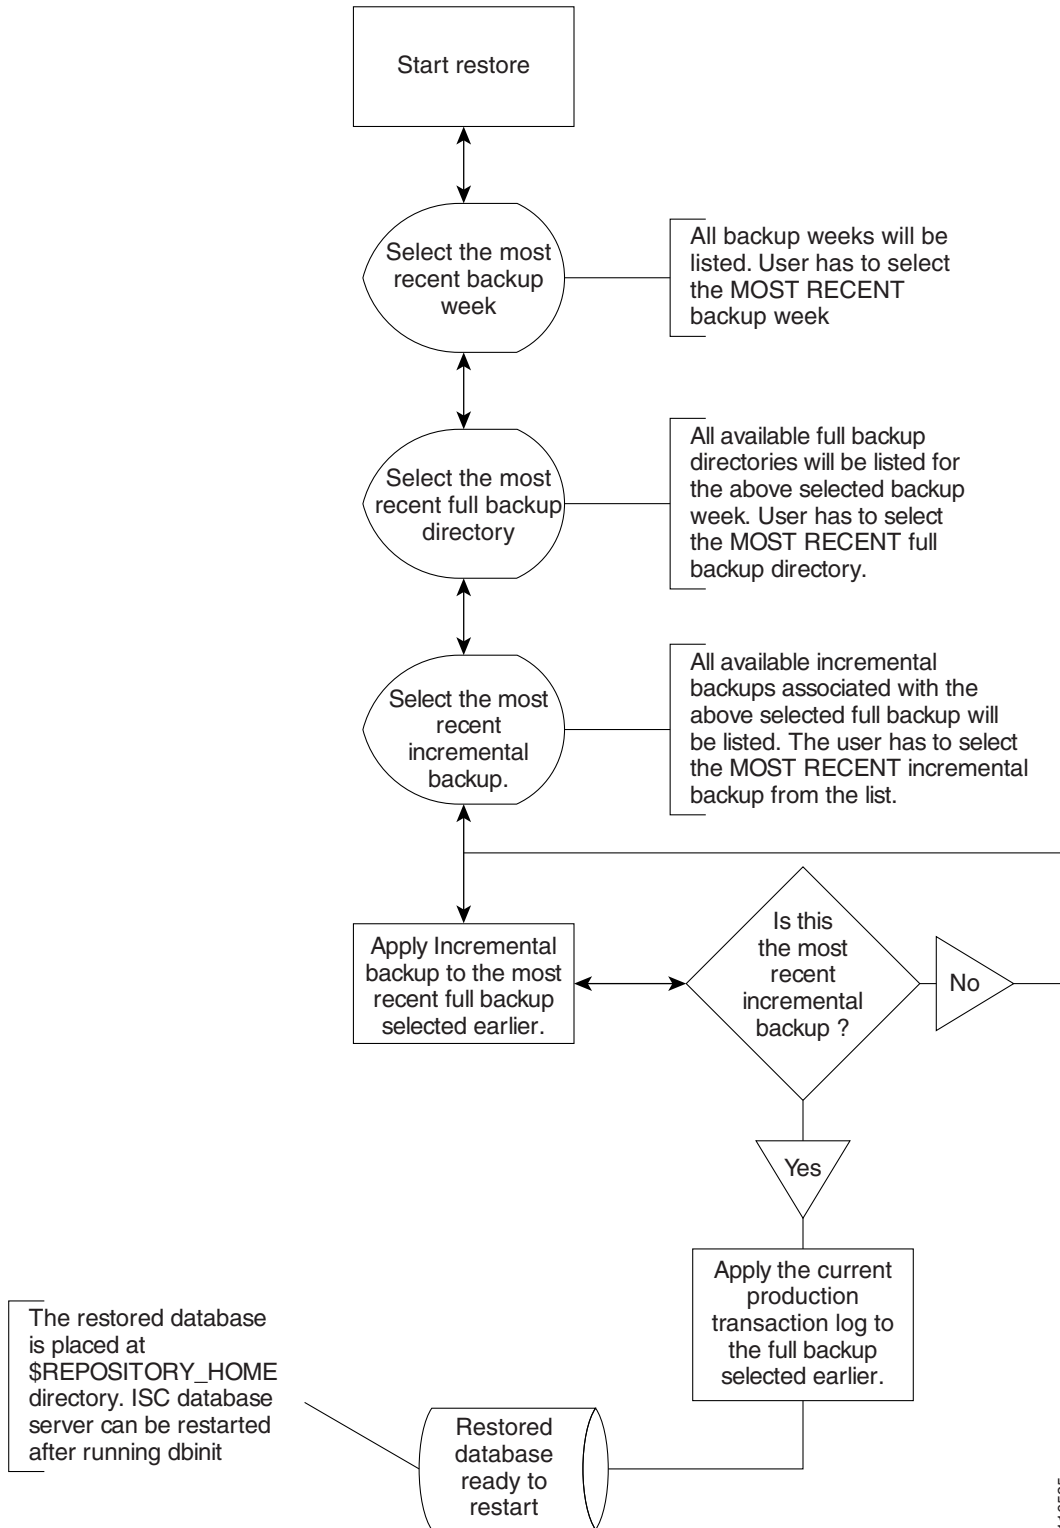 Start restore
Select the most
recent backup
week
All backup weeks will be
listed. User has to select
the MOST RECENT
backup week
Select the most
recent full backup
directory
All available full backup
directories will be listed for
the above selected backup
week. User has to select
the MOST RECENT full
backup directory.
Select the most
recent
incremental
backup.
All available incremental
backups associated with the
above selected full backup will
be listed. The user has to select
the MOST RECENT incremental
backup from the list.
Apply Incremental
backup to the most
recent full backup
selected earlier.
Is this
the most
recent
incremental
backup ?
No
Yes
Apply the current
production
transaction log to
the full backup
selected earlier.
The restored database
is placed at
$REPOSITORY_HOME
directory. ISC database
server can be restarted
after running dbinit
Restored
database
ready to
restart